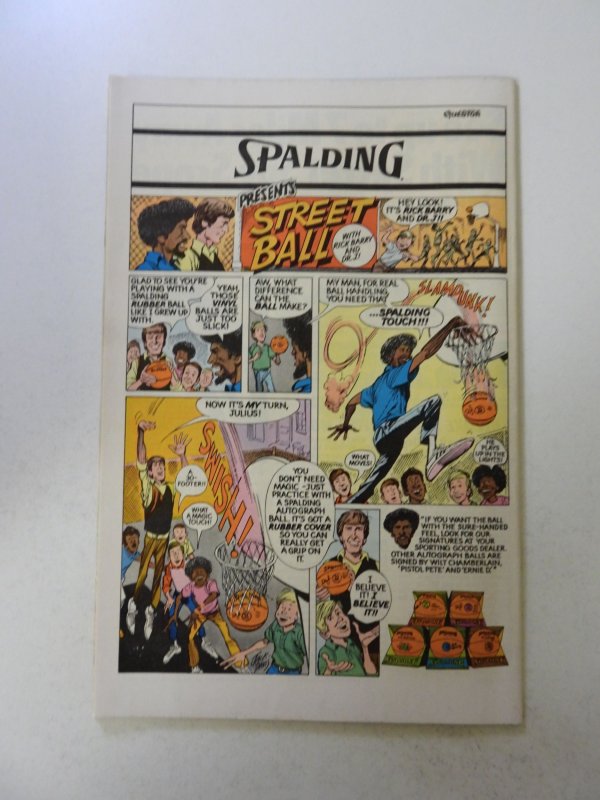 QUESTOR
SPALDING
PRESENTS
STREET
BALL
WITH
RICK BARRY
AND
DR. J!
HEY LOOK!
IT'S RICK BARRY
AND DR. J!!
GLAD TO SEE YOU'RE
PLAYING WITH A
SPALDING
RUBBER BALL
LIKE I GREW UP
WITH.
YEAH,
THOSE
VINYL
BALLS ARE
JUST TOO
SLICK!
AW, WHAT
DIFFERENCE
CAN THE
BALL MAKE?
MY MAN, FOR REAL
BALL HANDLING,
YOU NEED THAT
...SPALDING
TOUCH!!!
SLAMDUNK!
WHAT
MOVES!
HE
PLAYS
UP IN THE
LIGHTS!
NOW IT'S MY TURN,
JULIUS!
A
30-
FOOTER!!
SWISH!
WHAT
A MAGIC
TOUCH!
YOU
DON'T NEED
MAGIC-JUST
PRACTICE WITH
A SPALDING
AUTOGRAPH
BALL. IT'S GOT A
RUBBER COVER
SO YOU CAN
REALLY GET
A GRIP ON
IT.
I
BELIEVE
IT! I
BELIEVE
IT!!
"IF YOU WANT THE BALL
WITH THE SURE-HANDED
FEEL, LOOK FOR OUR
SIGNATURES AT YOUR
SPORTING GOODS DEALER.
OTHER AUTOGRAPH BALLS ARE
SIGNED BY WILT CHAMBERLAIN,
'PISTOL PETE' AND 'ERNIE D.'"